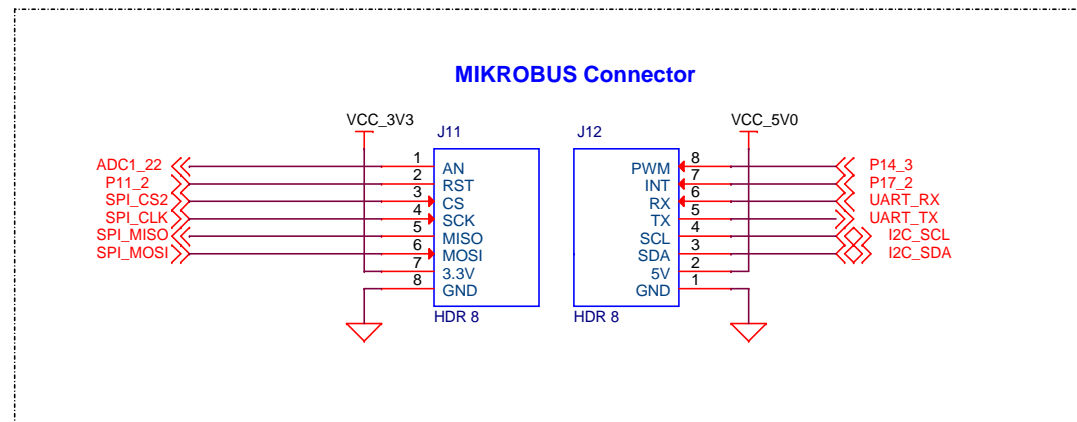 MIKROBUS Connector
VCC_3V3
J11
J12
VCC_5V0
ADC1_22 1 AN
P11_2 2 RST
SPI_CS2 3 CS
SPI_CLK 4 SCK
SPI_MISO 5 MISO
SPI_MOSI 6 MOSI
7 3.3V
8 GND
HDR 8
PWM 8 P14_3
INT 7 P17_2
RX 6 UART_RX
TX 5 UART_TX
SCL 4 I2C_SCL
SDA 3 I2C_SDA
5V 2
GND 1
HDR 8